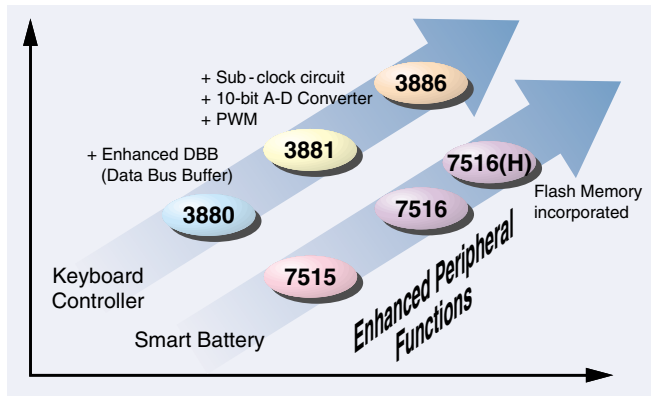 + Sub-clock circuit
+ 10-bit A-D Converter
+ PWM
3886
+ Enhanced DBB
(Data Bus Buffer)
3881
3880
7516(H)
Flash Memory
incorporated
7516
7515
Keyboard
Controller
Smart Battery
Enhanced Peripheral
Functions